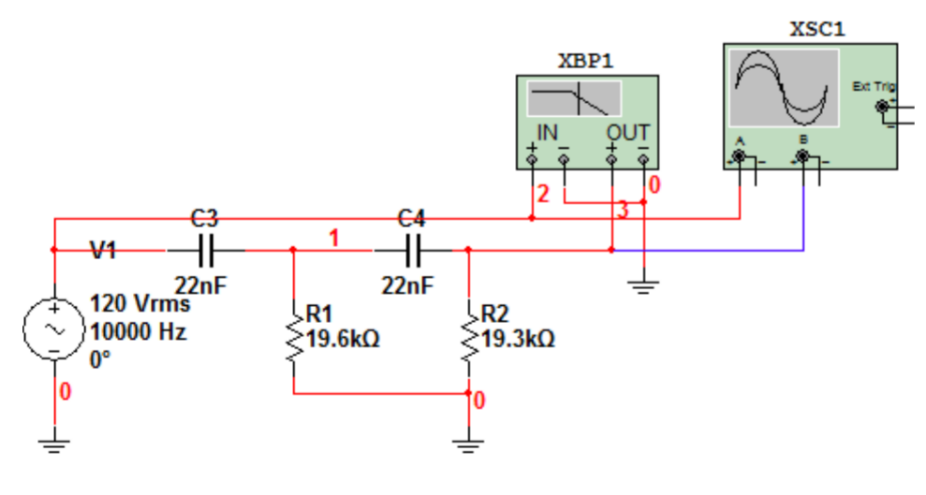 XSC1
XBP1
Ext Trig
+
-
IN OUT
+ - + -
A B
+ - + -
2
3
0
C3
C4
1
V1
22nF
22nF
120 Vrms
10000 Hz
0°
+
-
R1
19.6kΩ
R2
19.3kΩ
0
0